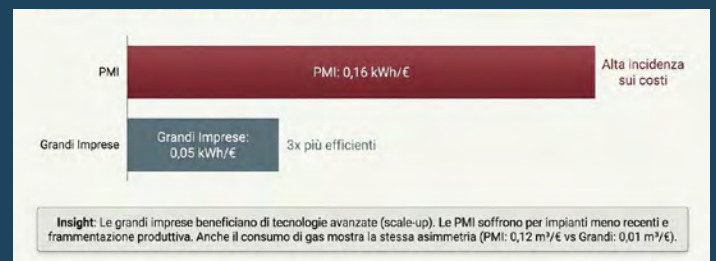 PMI
PMI: 0,16 kWh/€
Alta incidenza
sui costi
Grandi Imprese
Grandi Imprese:
0,05 kWh/€
3x più efficienti
Insight: Le grandi imprese beneficiano di tecnologie avanzate (scale-up). Le PMI soffrono per impianti meno recenti e
frammentazione produttiva. Anche il consumo di gas mostra la stessa asimmetria (PMI: 0,12 m³/€ vs Grandi: 0,01 m³/€).